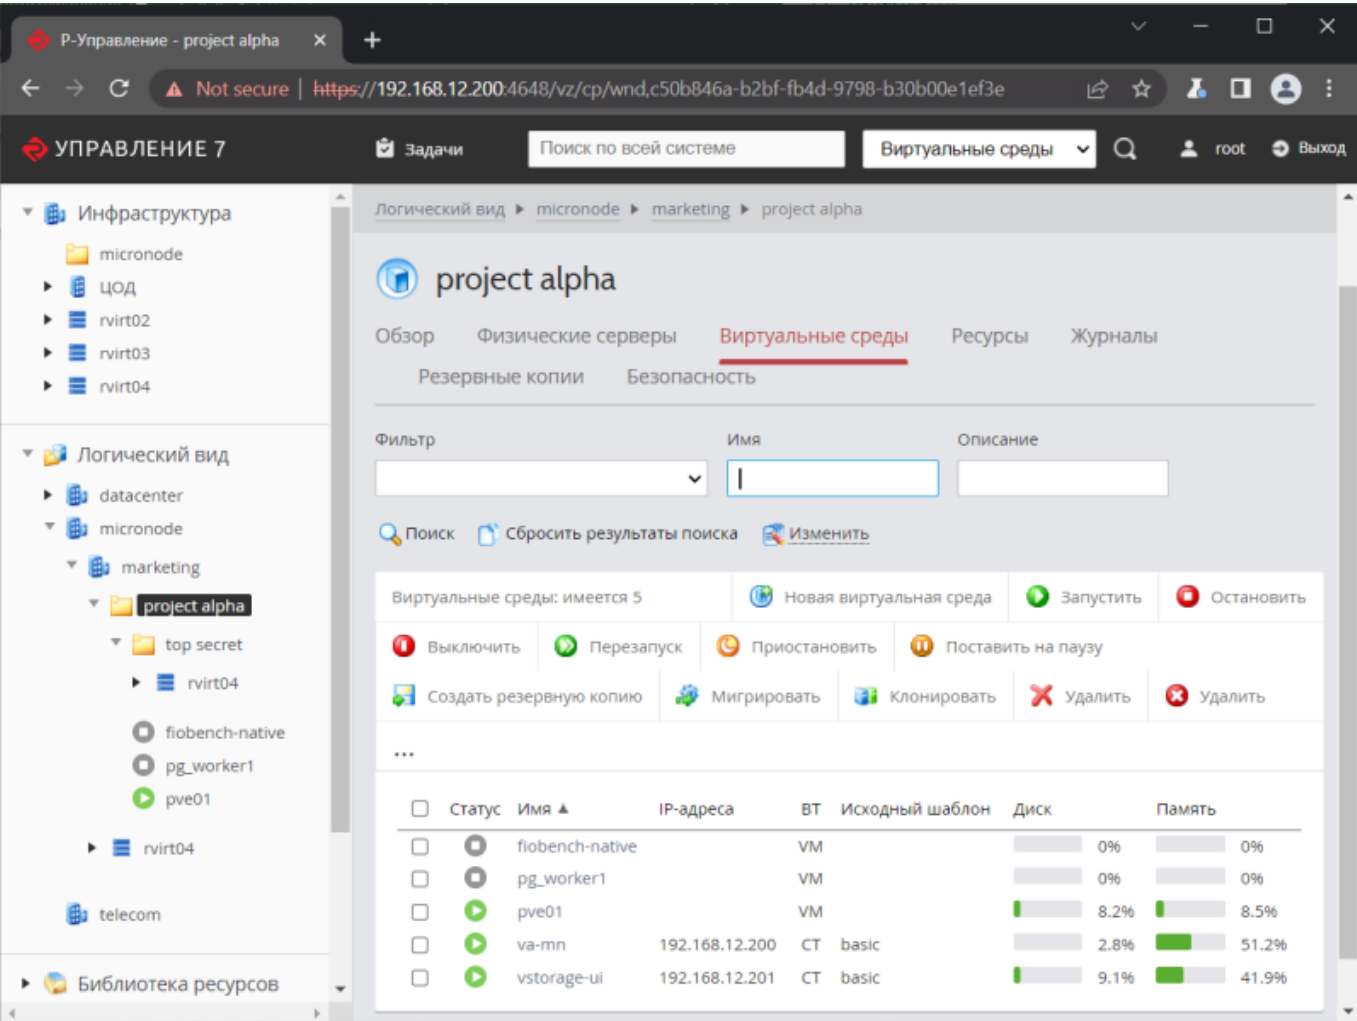 Р-Управление - project alpha
Not secure | https://192.168.12.200:4648/vz/cp/wnd,c50b846a-b2bf-fb4d-9798-b30b00e1ef3e
УПРАВЛЕНИЕ 7
Задачи
Поиск по всей системе
Виртуальные среды
root
Выход
Инфраструктура
micronode
ЦОД
rvirt02
rvirt03
rvirt04
Логический вид
datacenter
micronode
marketing
project alpha
top secret
rvirt04
fiobench-native
pg_worker1
pve01
rvirt04
telecom
Библиотека ресурсов
Логический вид micronode marketing project alpha
project alpha
Обзор Физические серверы Виртуальные среды Ресурсы Журналы
Резервные копии Безопасность
Фильтр Имя Описание
Поиск Сбросить результаты поиска Изменить
Виртуальные среды: имеется 5 Новая виртуальная среда Запустить Остановить
Выключить Перезапуск Приостановить Поставить на паузу
Создать резервную копию Мигрировать Клонировать Удалить Удалить
...
Статус Имя IP-адреса ВТ Исходный шаблон Диск Память
fiobench-native VM 0% 0%
pg_worker1 VM 0% 0%
pve01 VM 8.2% 8.5%
va-mn 192.168.12.200 CT basic 2.8% 51.2%
vstorage-ui 192.168.12.201 CT basic 9.1% 41.9%